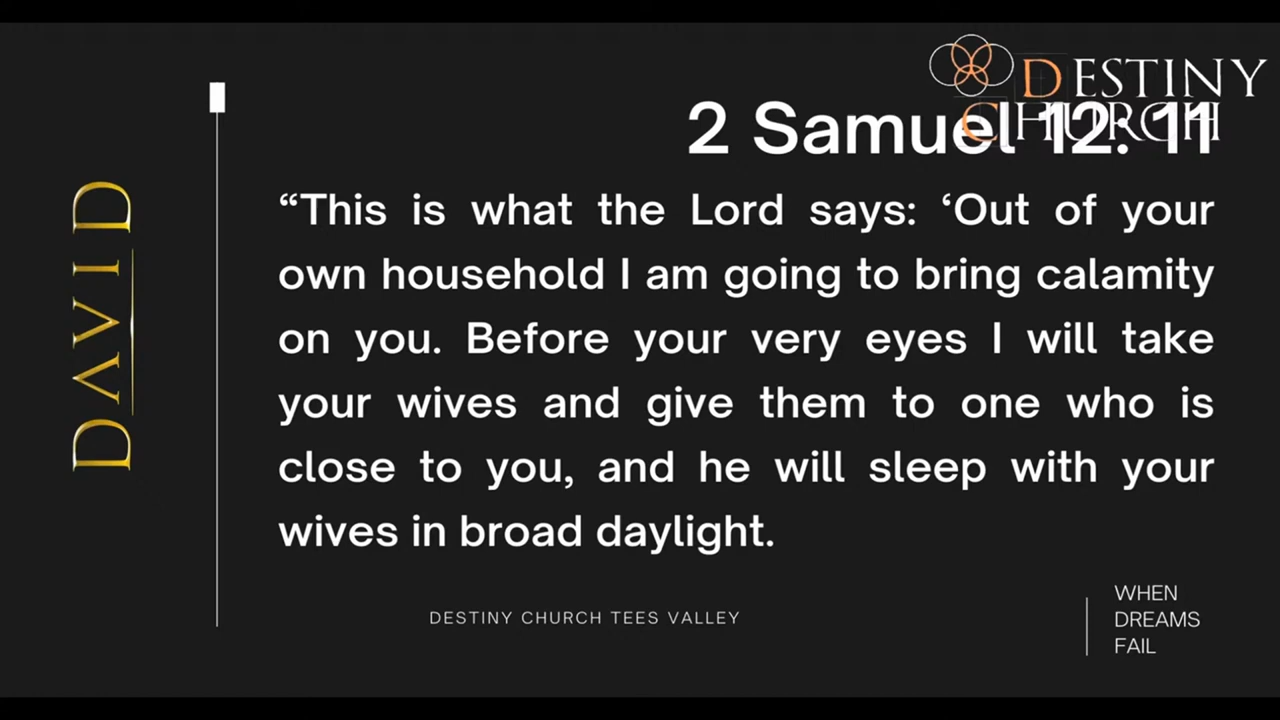 DESTINY
CHURCH
2 Samuel 12: 11
DAVID
“This is what the Lord says: ‘Out of your
own household I am going to bring calamity
on you. Before your very eyes I will take
your wives and give them to one who is
close to you, and he will sleep with your
wives in broad daylight.
DESTINY CHURCH TEES VALLEY
WHEN
DREAMS
FAIL